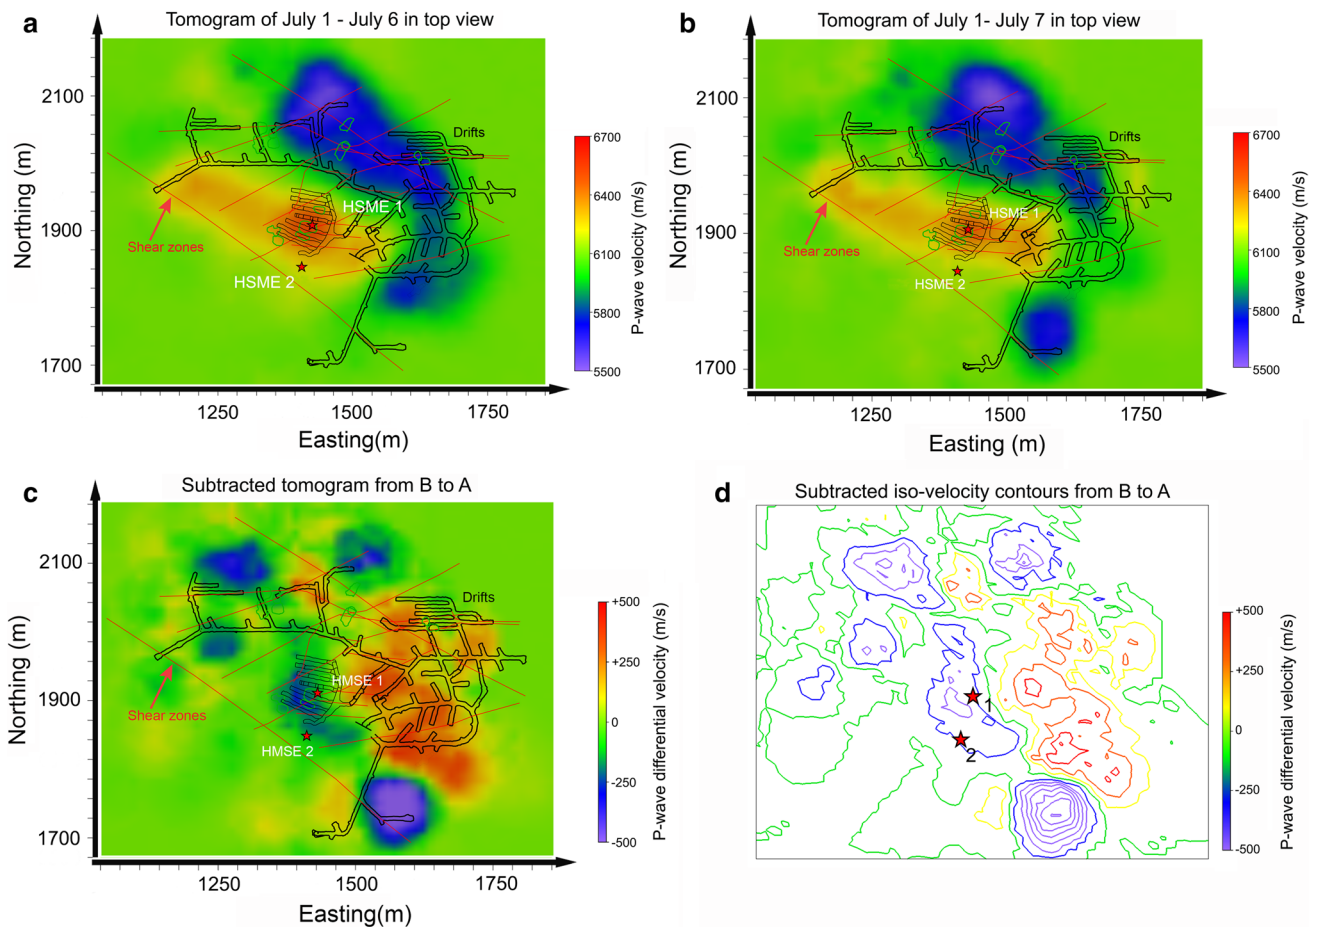 a
Tomogram of July 1 - July 6 in top view
Northing (m)
2100
2000
1900
1700
Drifts
HSME 1
Shear zones
HSME 2
1250
1500
1750
Easting(m)
6700
6400
6100
5800
5500
P-wave velocity (m/s)
b
Tomogram of July 1- July 7 in top view
Northing (m)
2100
2000
1900
1800
1700
Drifts
HSME 1
Shear zones
HSME 2
1250
1500
1750
Easting (m)
6700
6400
6100
5800
5500
P-wave velocity (m/s)
c
Subtracted tomogram from B to A
Northing (m)
2100
2000
1900
1800
1700
Drifts
HMSE 1
Shear zones
HMSE 2
1250
1500
1750
Easting(m)
+500
+250
0
-250
-500
P-wave differential velocity (m/s)
d
Subtracted iso-velocity contours from B to A
1
2
+500
+250
0
-250
-500
P-wave differential velocity (m/s)